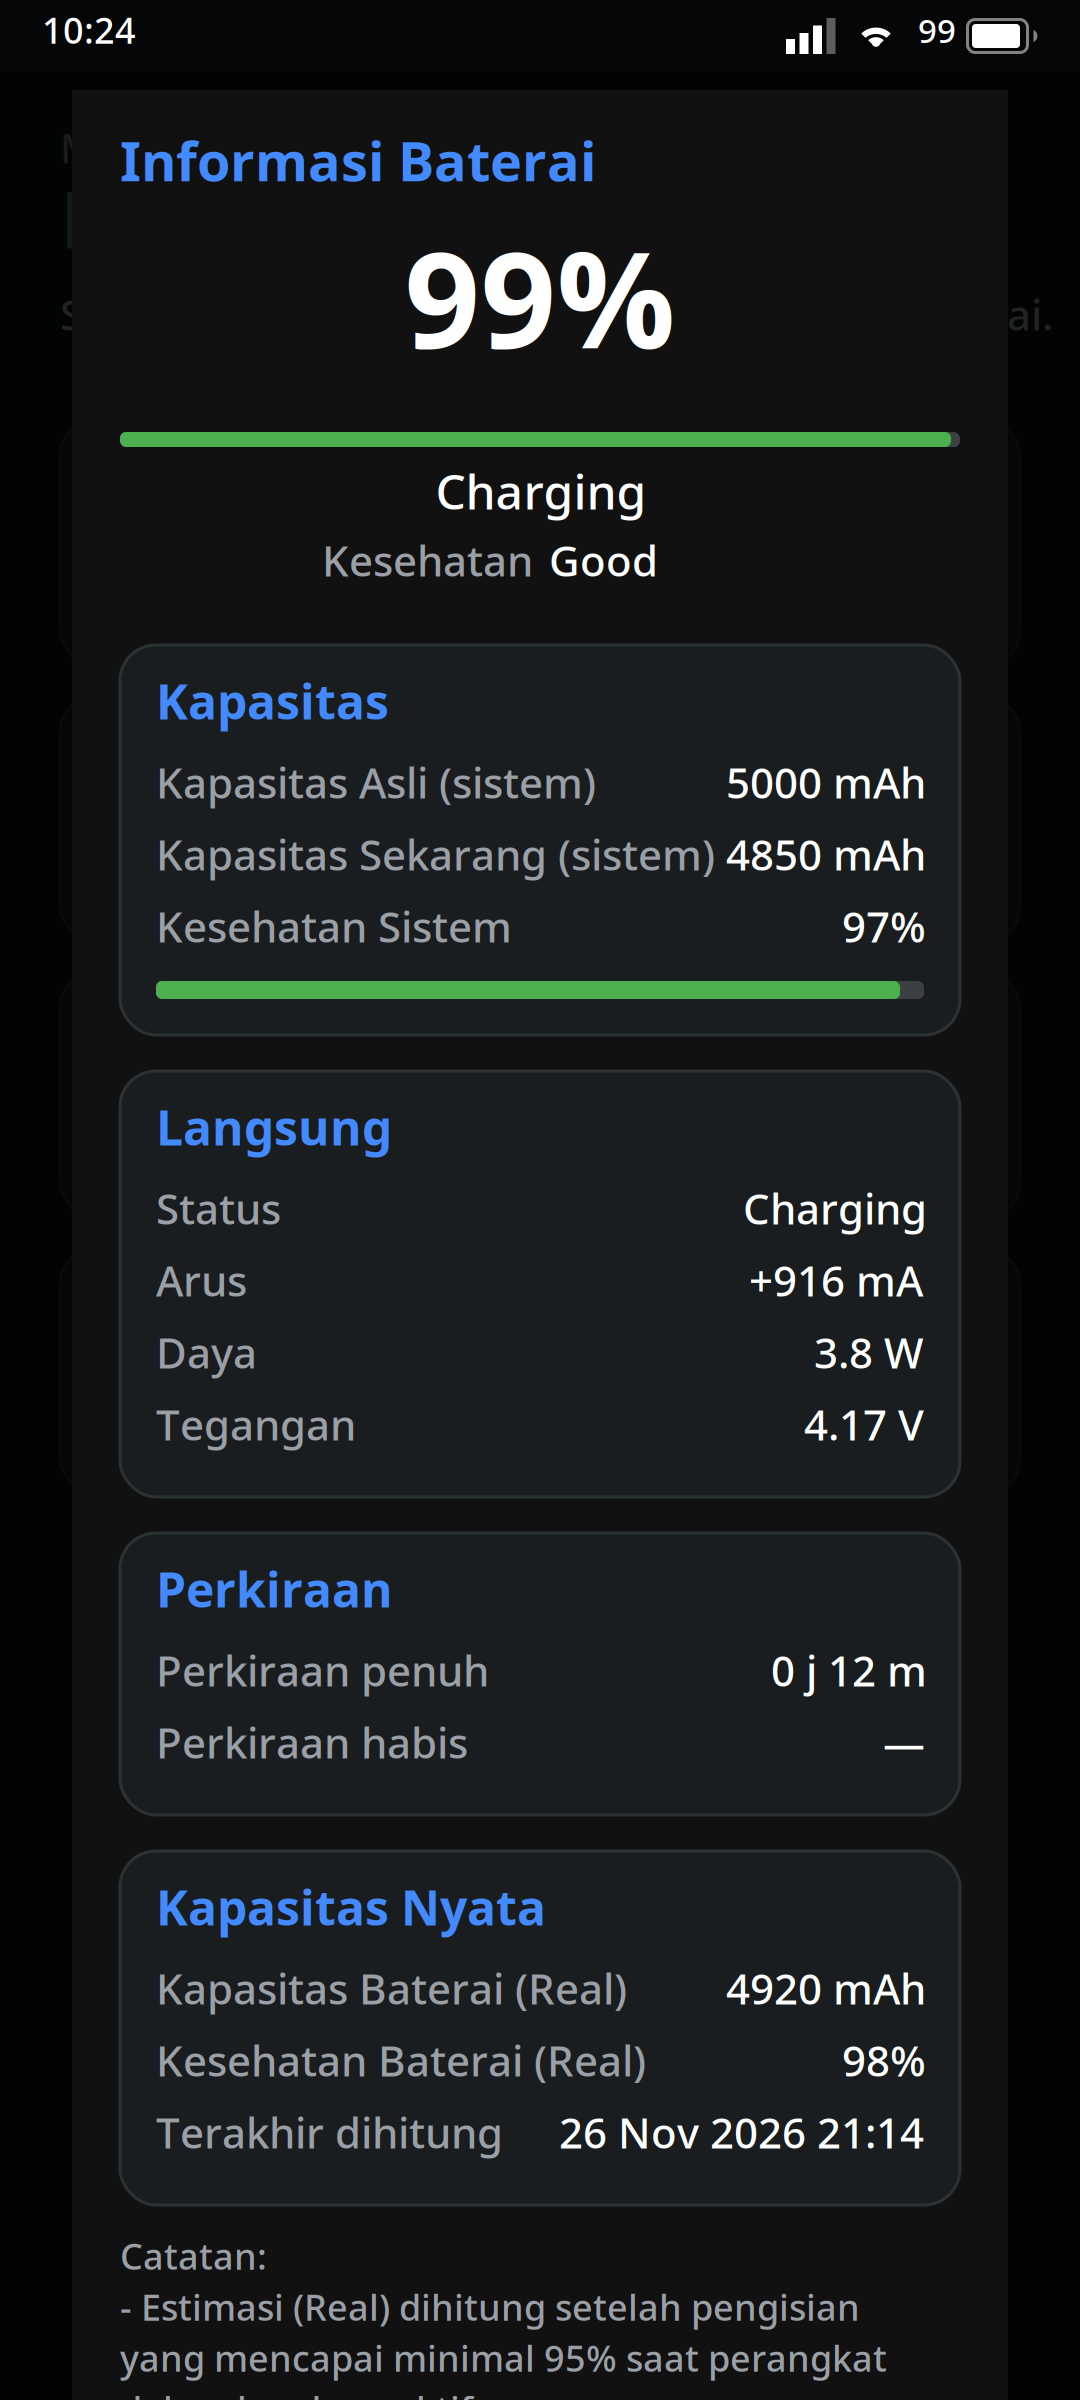 10:24
99
Informasi Baterai
99%
ai.
Charging
Kesehatan Good
Kapasitas
Kapasitas Asli (sistem) 5000 mAh
Kapasitas Sekarang (sistem) 4850 mAh
Kesehatan Sistem 97%
Langsung
Status Charging
Arus +916 mA
Daya 3.8 W
Tegangan 4.17 V
Perkiraan
Perkiraan penuh 0 j 12 m
Perkiraan habis —
Kapasitas Nyata
Kapasitas Baterai (Real) 4920 mAh
Kesehatan Baterai (Real) 98%
Terakhir dihitung 26 Nov 2026 21:14
Catatan:
- Estimasi (Real) dihitung setelah pengisian
yang mencapai minimal 95% saat perangkat